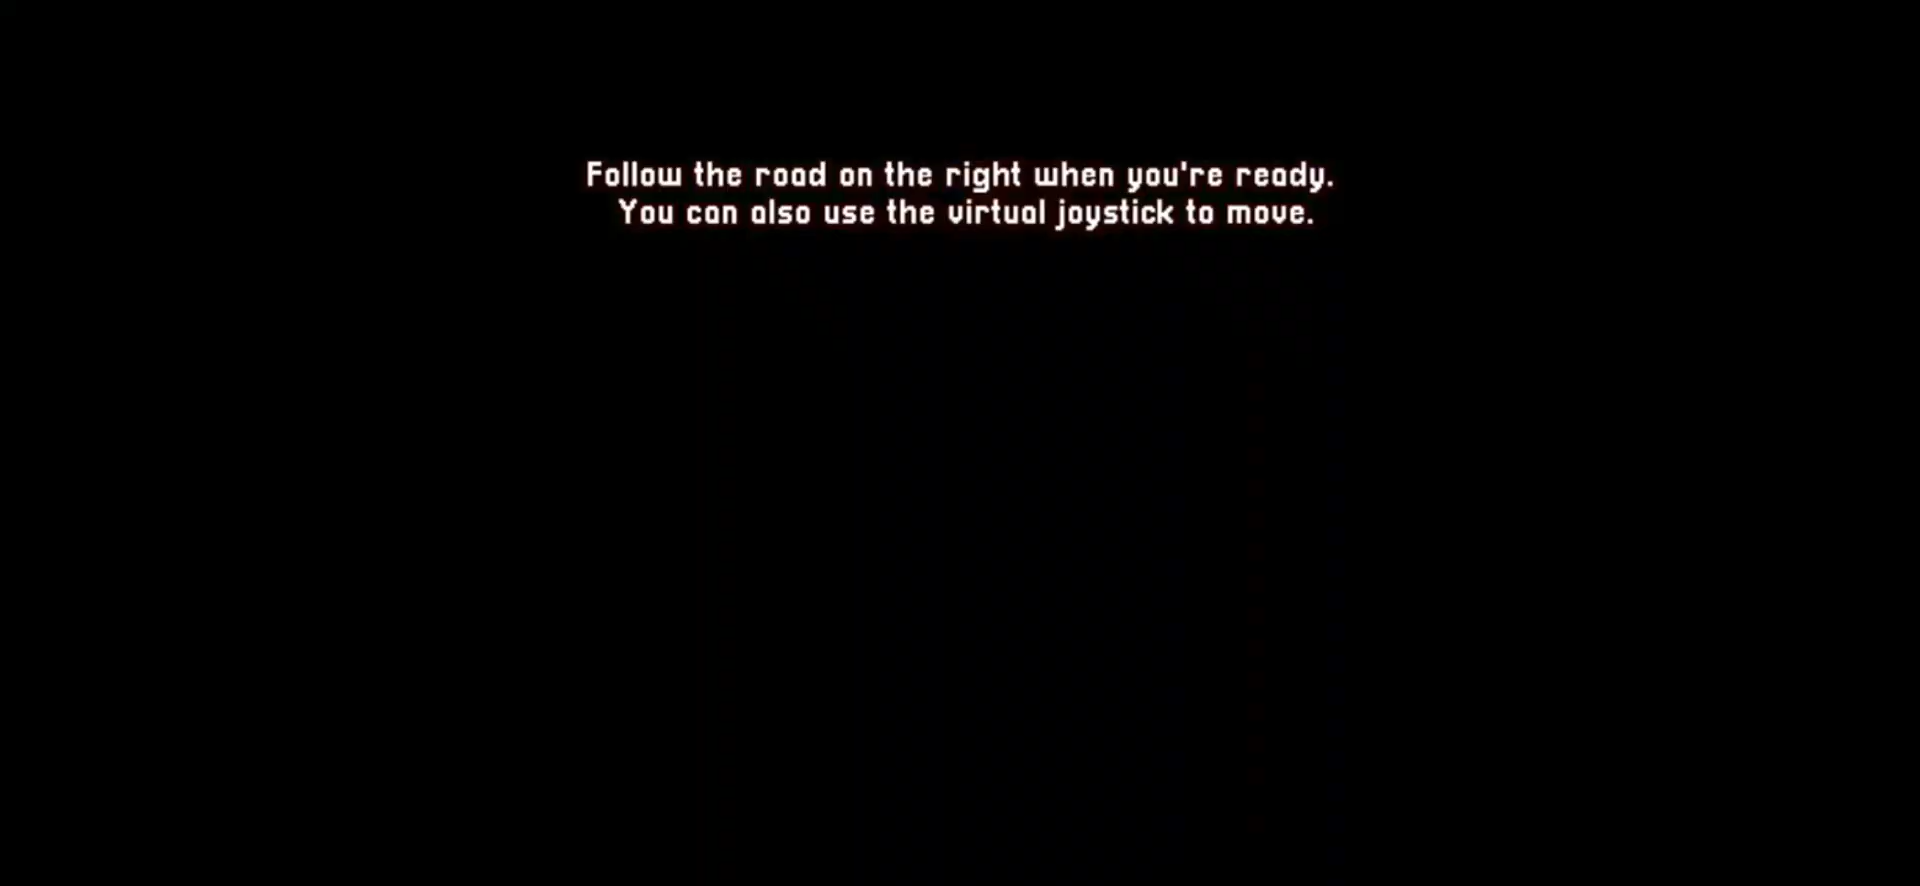 Follow the road on the right when you're ready.
You can also use the virtual joystick to move.